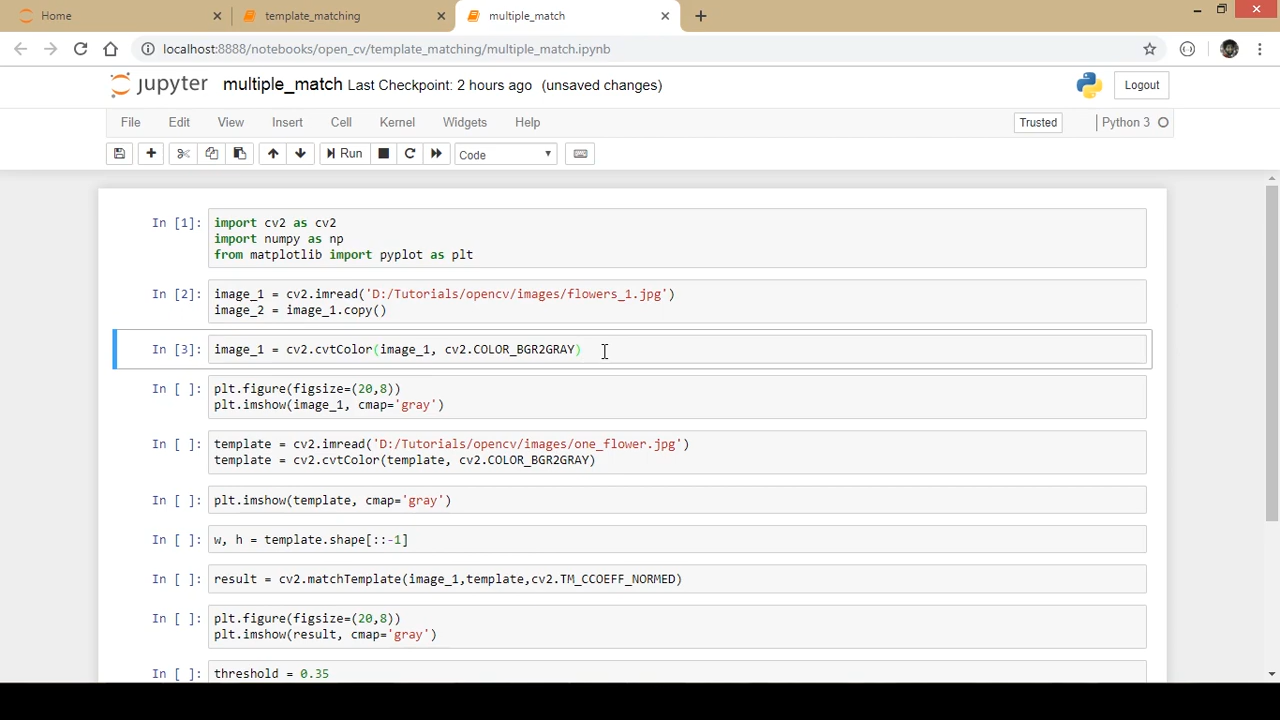 Home
template_matching
multiple_match
localhost:8888/notebooks/open_cv/template_matching/multiple_match.ipynb
jupyter multiple_match Last Checkpoint: 2 hours ago (unsaved changes)
Logout
File Edit View Insert Cell Kernel Widgets Help
Trusted
Python 3
Run
Code
In [1]: import cv2 as cv2
import numpy as np
from matplotlib import pyplot as plt
In [2]: image_1 = cv2.imread('D:/Tutorials/opencv/images/flowers_1.jpg')
image_2 = image_1.copy()
In [3]: image_1 = cv2.cvtColor(image_1, cv2.COLOR_BGR2GRAY)
In [ ]: plt.figure(figsize=(20,8))
plt.imshow(image_1, cmap='gray')
In [ ]: template = cv2.imread('D:/Tutorials/opencv/images/one_flower.jpg')
template = cv2.cvtColor(template, cv2.COLOR_BGR2GRAY)
In [ ]: plt.imshow(template, cmap='gray')
In [ ]: w, h = template.shape[::-1]
In [ ]: result = cv2.matchTemplate(image_1,template,cv2.TM_CCOEFF_NORMED)
In [ ]: plt.figure(figsize=(20,8))
plt.imshow(result, cmap='gray')
In [ ]: threshold = 0.35